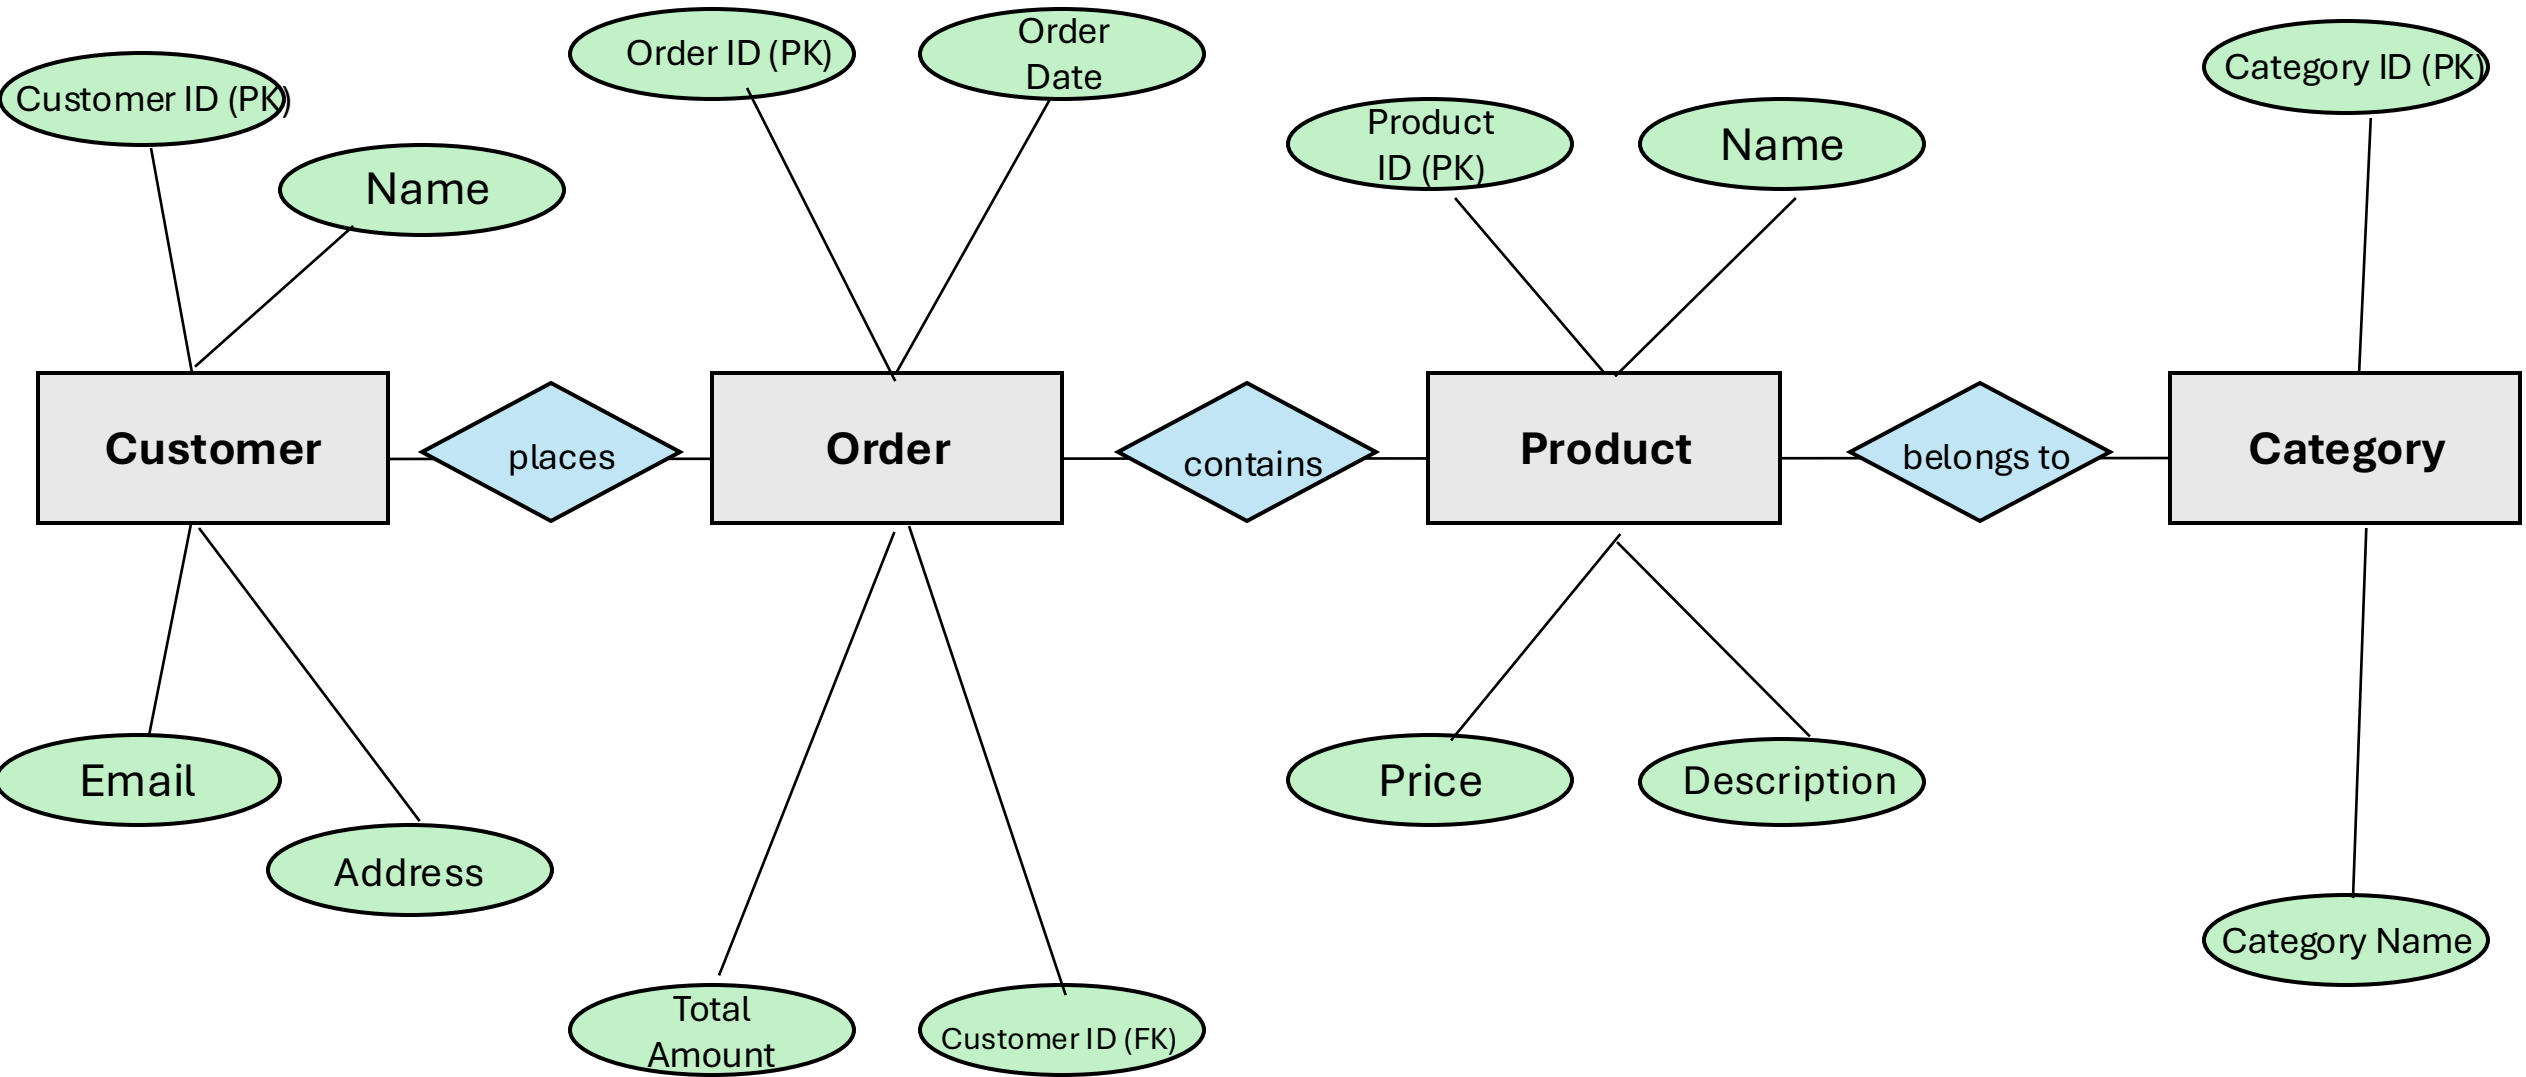 Order ID (PK)
Order
Date
Category ID (PK)
Customer ID (PK)
Product
ID (PK)
Name
Name
Customer
places
Order
contains
Product
belongs to
Category
Email
Price
Description
Address
Category Name
Total
Amount
Customer ID (FK)